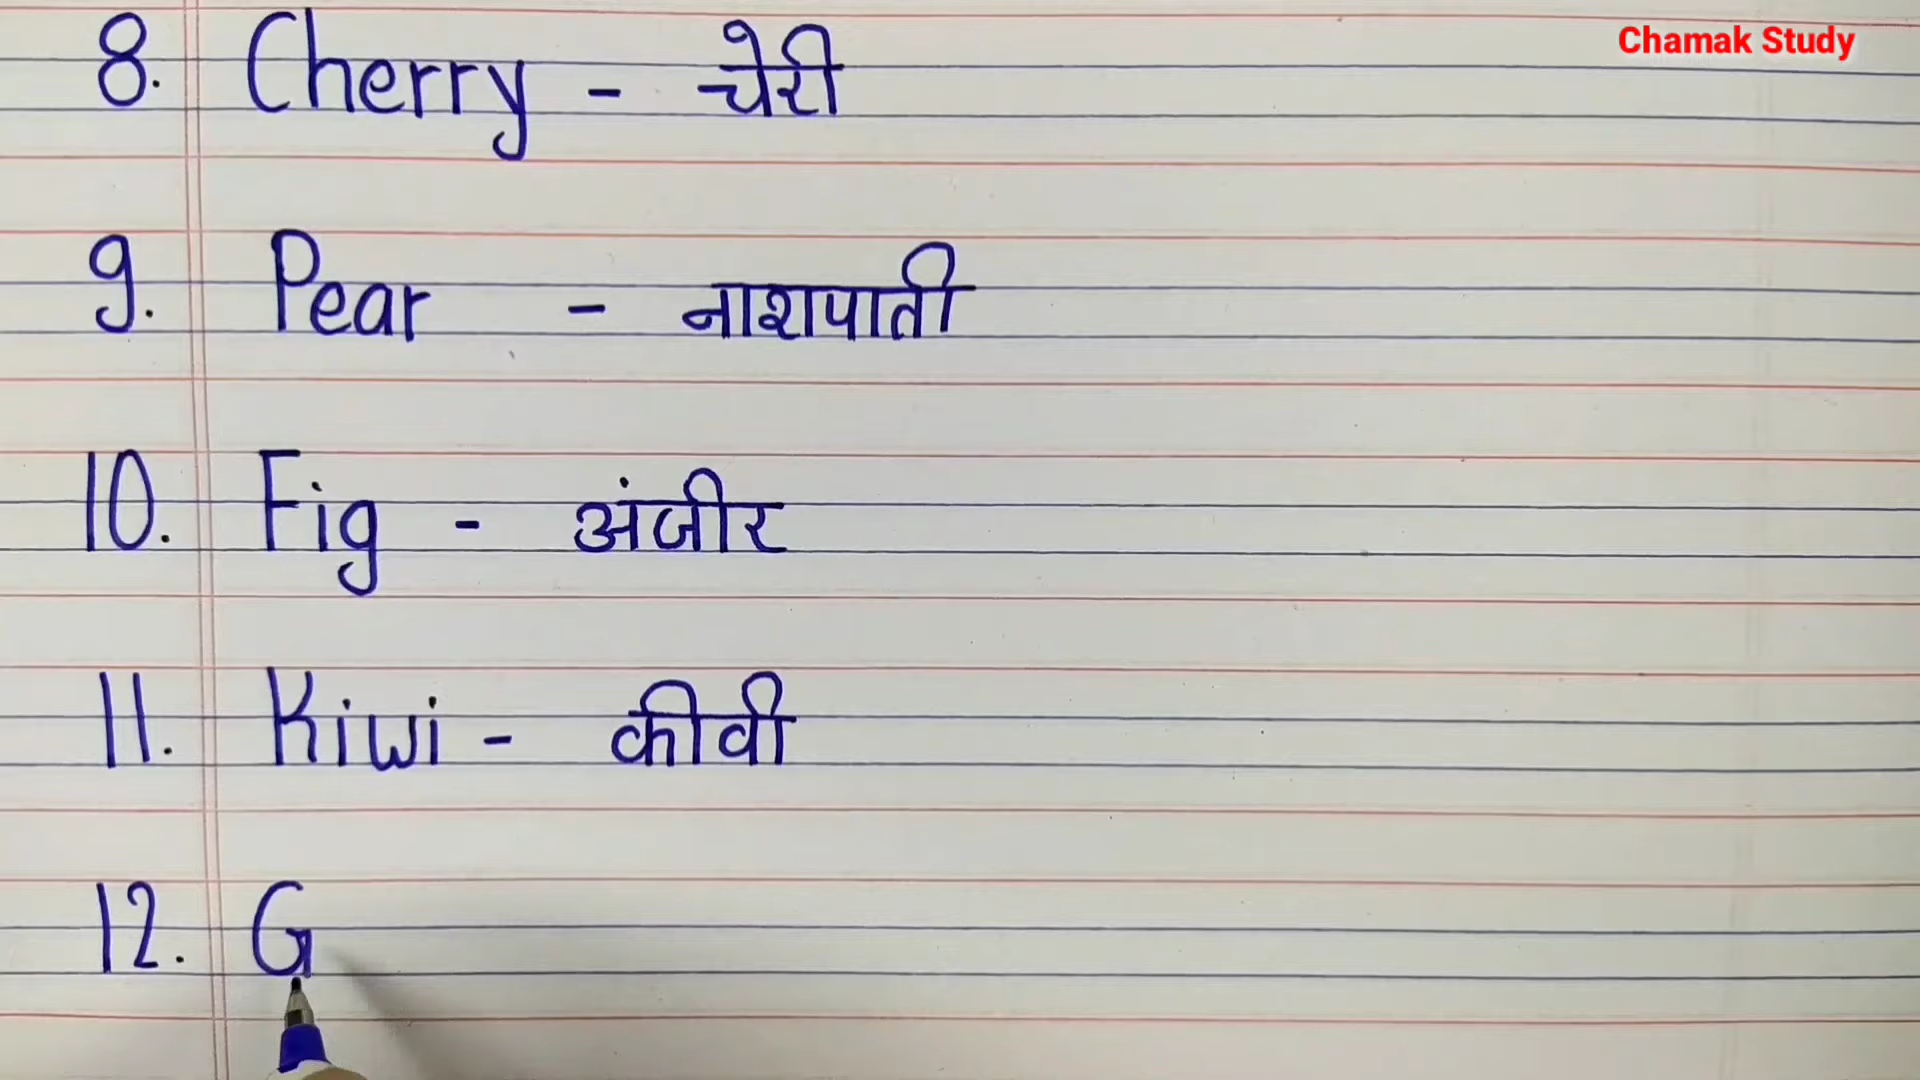 Chamak Study
8. Cherry - चेरी
9. Pear - नाशपाती
10. Fig - अंजीर
11. Kiwi - कीवी
12. G